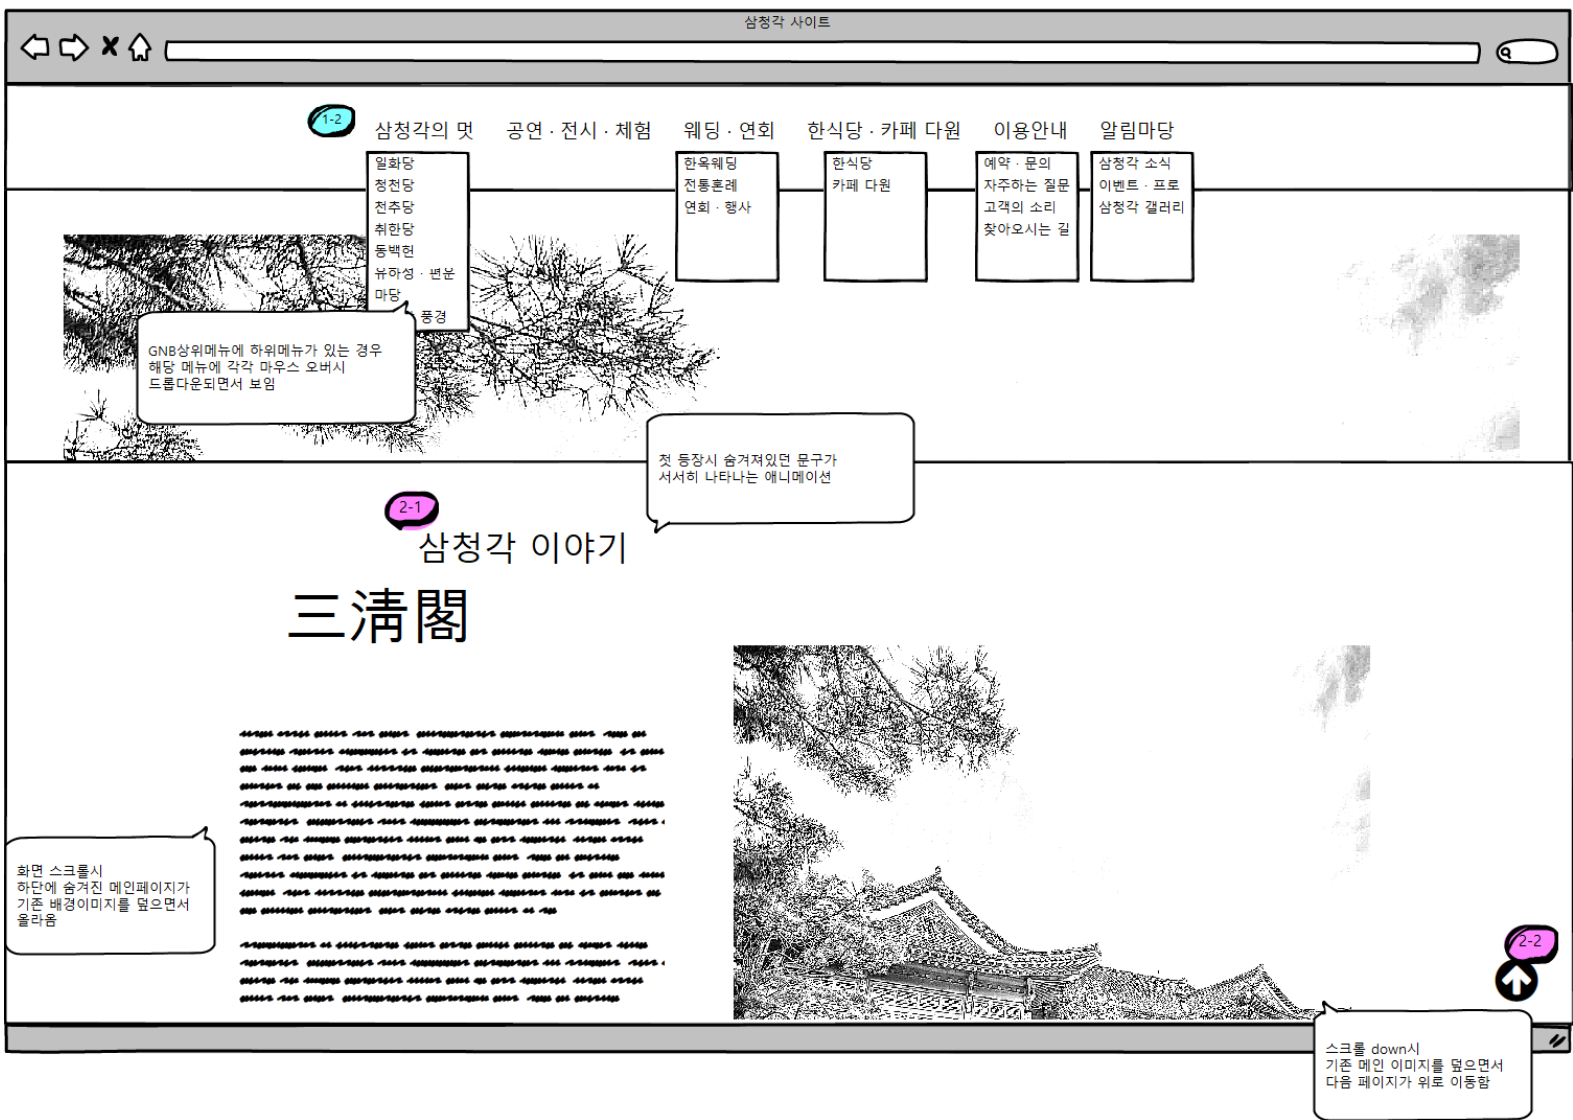 삼청각 사이트
1-2
삼청각의 멋
공연 · 전시 · 체험
웨딩 · 연회
한식당 · 카페 다원
이용안내
알림마당
일화당
청천당
천추당
취한당
동백헌
유하성 · 편운
마당
풍경
한옥웨딩
전통혼례
연회 · 행사
한식당
카페 다원
예약 · 문의
자주하는 질문
고객의 소리
찾아오시는 길
삼청각 소식
이벤트 · 프로
삼청각 갤러리
GNB상위메뉴에 하위메뉴가 있는 경우
해당 메뉴에 각각 마우스 오버시
드롭다운되면서 보임
첫 등장시 숨겨져있던 문구가
서서히 나타나는 애니메이션
2-1
삼청각 이야기
三淸閣
화면 스크롤시
하단에 숨겨진 메인페이지가
기존 배경이미지를 덮으면서
올라옴
2-2
스크롤 down시
기존 메인 이미지를 덮으면서
다음 페이지가 위로 이동함